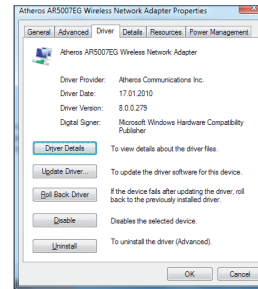 Atheros AR5007EG Wireless Network Adapter Properties
General Advanced Driver Details Resources Power Management
Atheros AR5007EG Wireless Network Adapter
Driver Provider: Atheros Communications Inc.
Driver Date: 17.01.2010
Driver Version: 8.0.0.279
Digital Signer: Microsoft Windows Hardware Compatibility
Publisher
Driver Details To view details about the driver files.
Update Driver... To update the driver software for this device.
Roll Back Driver If the device fails after updating the driver, roll
back to the previously installed driver.
Disable Disables the selected device.
Uninstall To uninstall the driver (Advanced).
OK Cancel